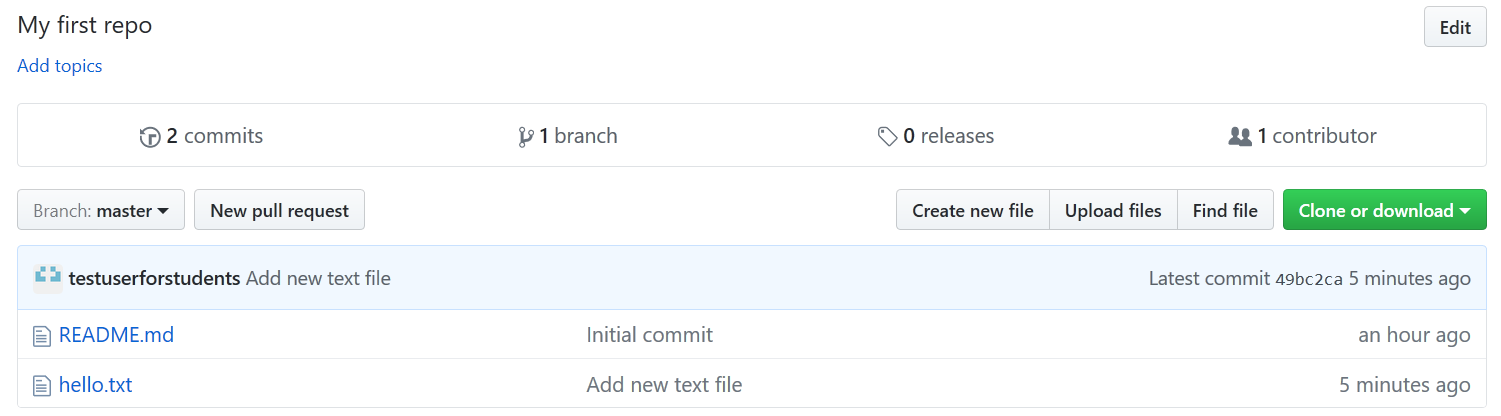 My first repo Edit
Add topics
2 commits 1 branch 0 releases 1 contributor
Branch: master New pull request Create new file Upload files Find file Clone or download
testuserforstudents Add new text file Latest commit 49bc2ca 5 minutes ago
README.md Initial commit an hour ago
hello.txt Add new text file 5 minutes ago